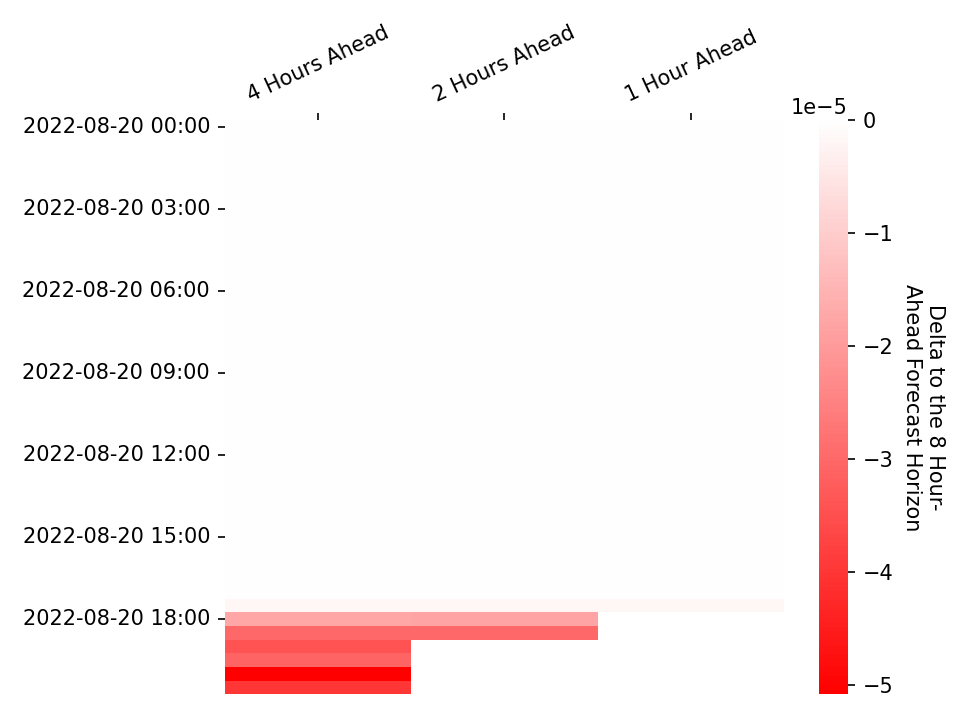 4 Hours Ahead
2 Hours Ahead
1 Hour Ahead
2022-08-20 00:00
2022-08-20 03:00
2022-08-20 06:00
2022-08-20 09:00
2022-08-20 12:00
2022-08-20 15:00
2022-08-20 18:00
1e−5
0
−1
−2
−3
−4
−5
Delta to the 8 Hour-
Ahead Forecast Horizon